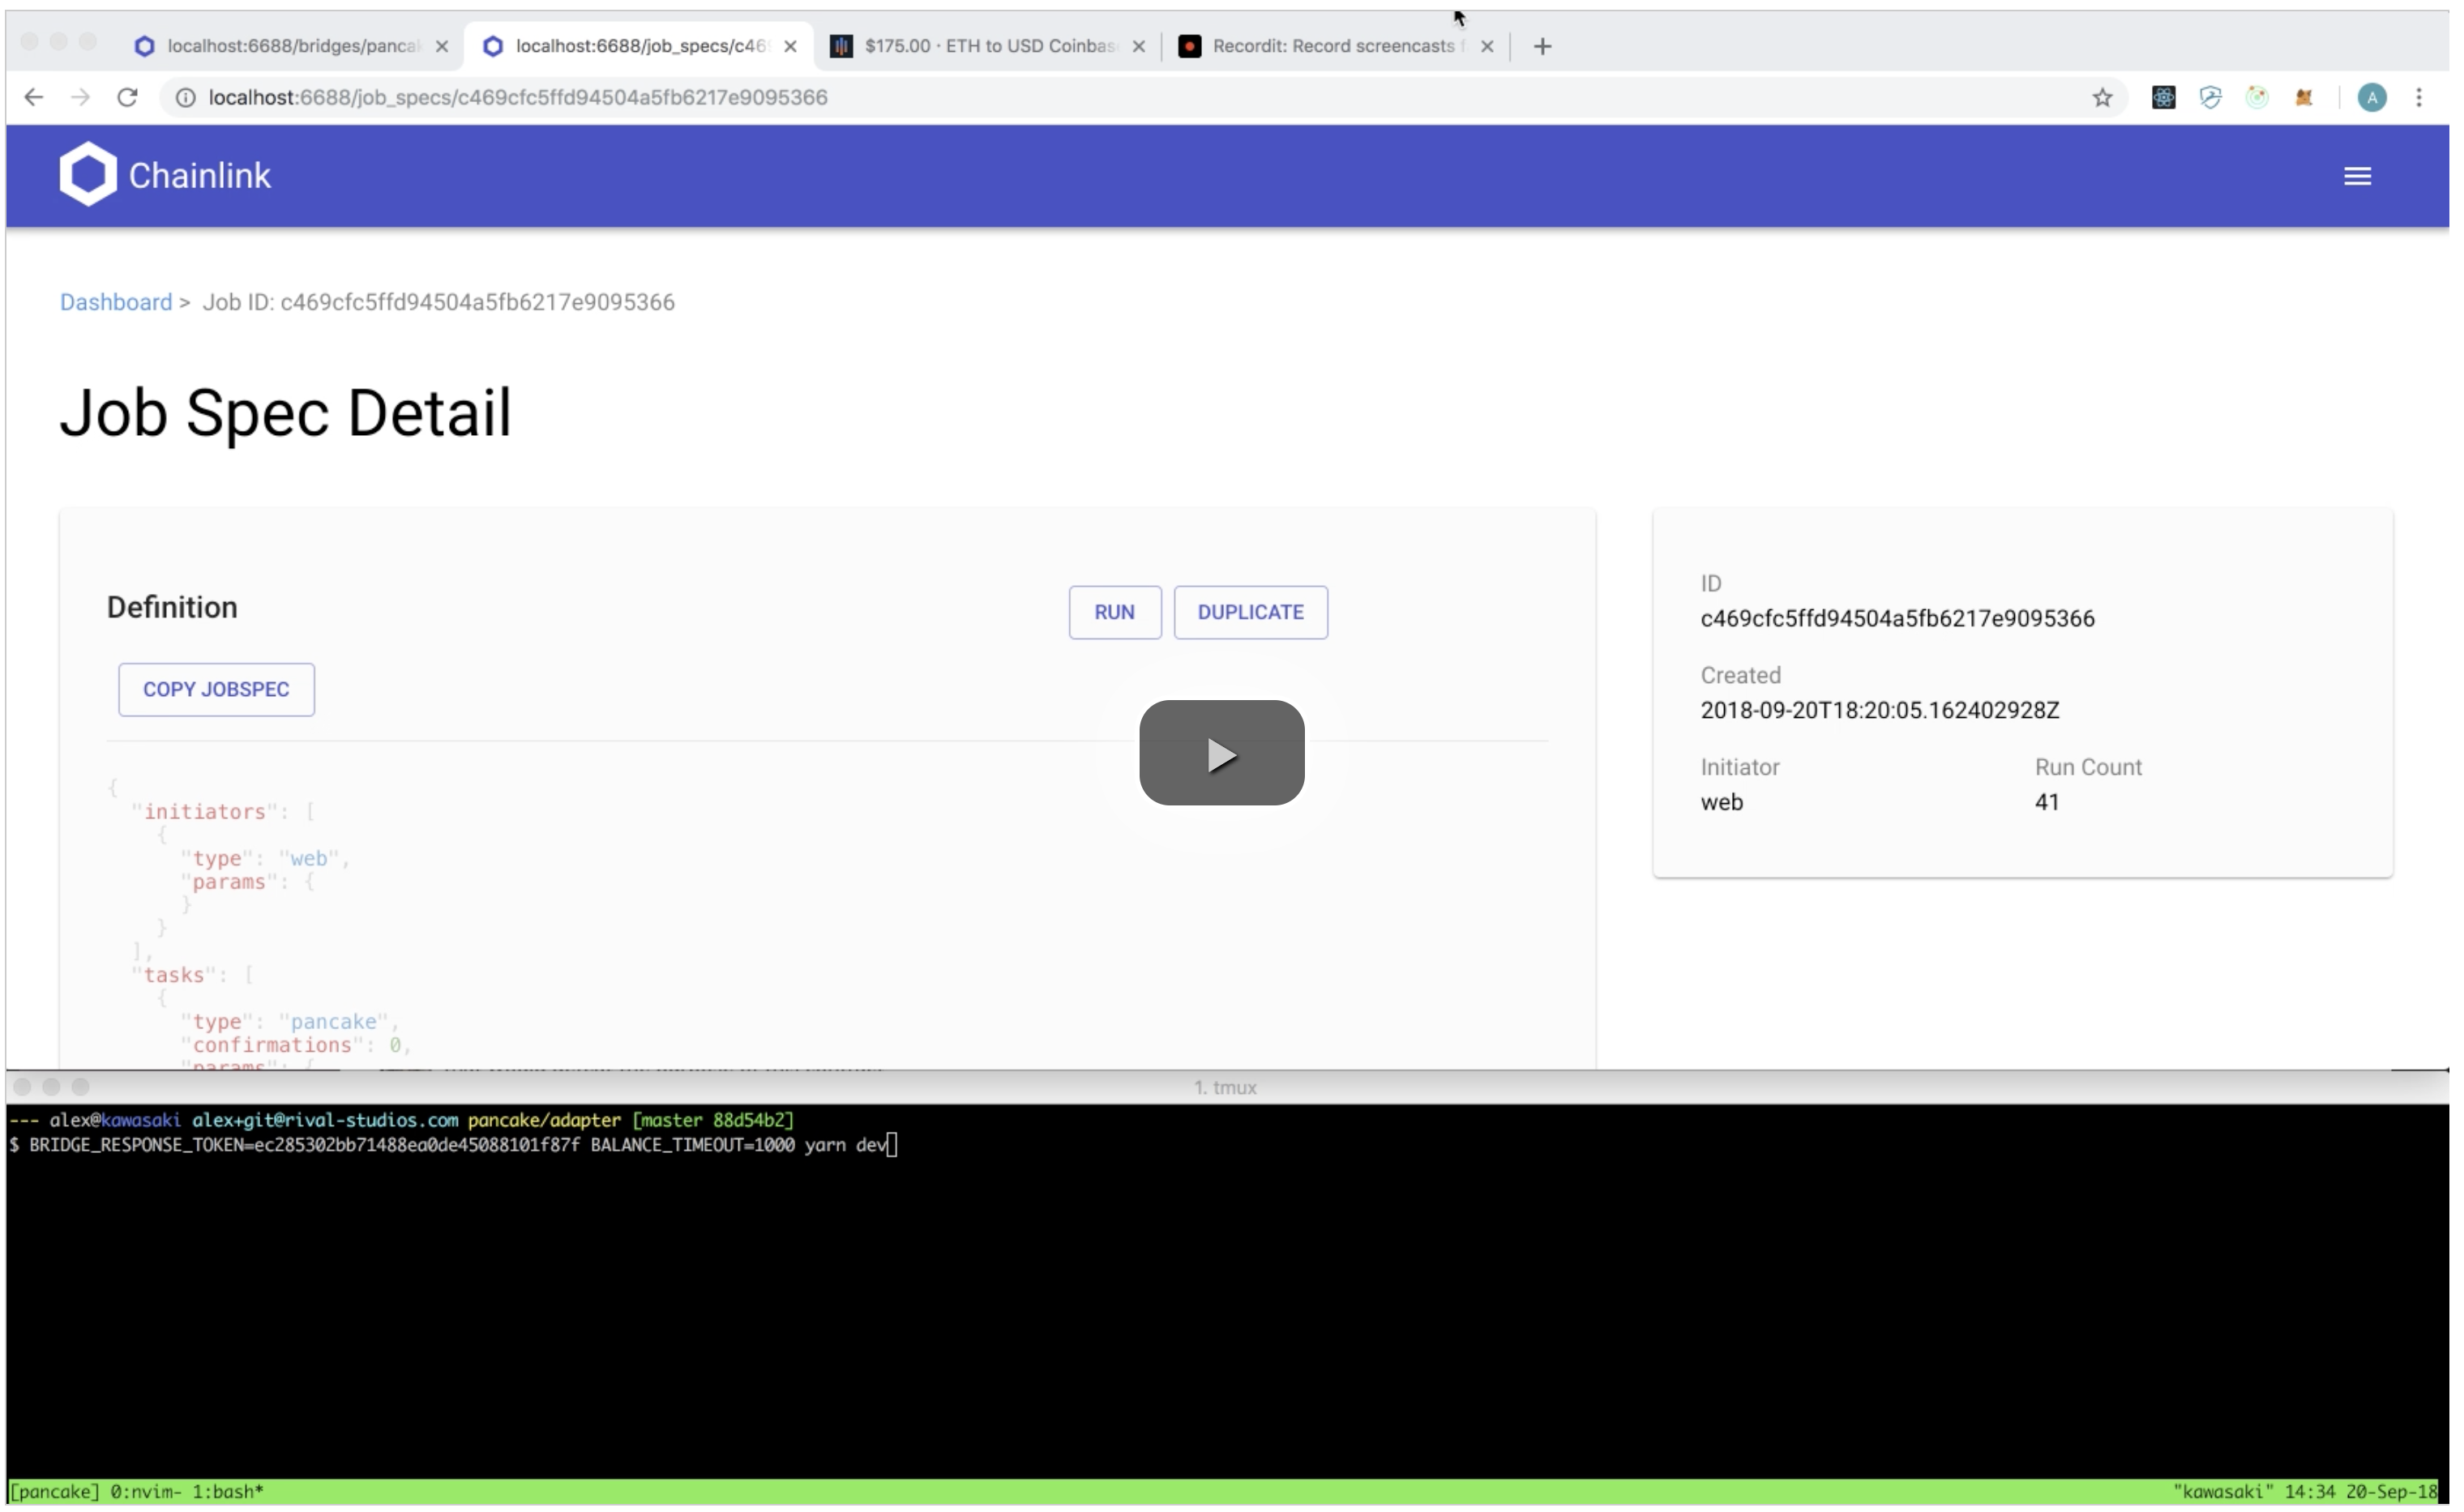 localhost:6688/bridges/panca
localhost:6688/job_specs/c46
$175.00 · ETH to USD Coinbas
Recordit: Record screencasts f
localhost:6688/job_specs/c469cfc5ffd94504a5fb6217e9095366
A
Chainlink
Dashboard > Job ID: c469cfc5ffd94504a5fb6217e9095366
Job Spec Detail
Definition
RUN
DUPLICATE
COPY JOBSPEC
{
"initiators": [
{
"type": "web",
"params": {
}
}
],
"tasks": [
{
"type": "pancake",
"confirmations": 0,
"params": {
ID
c469cfc5ffd94504a5fb6217e9095366
Created
2018-09-20T18:20:05.162402928Z
Initiator Run Count
web 41
1. tmux
--- alex@kawasaki alex+git@rival-studios.com pancake/adapter [master 88d54b2]
$ BRIDGE_RESPONSE_TOKEN=ec285302bb71488ea0de45088101f87f BALANCE_TIMEOUT=1000 yarn dev
[pancake] 0:nvim- 1:bash* "kawasaki" 14:34 20-Sep-18